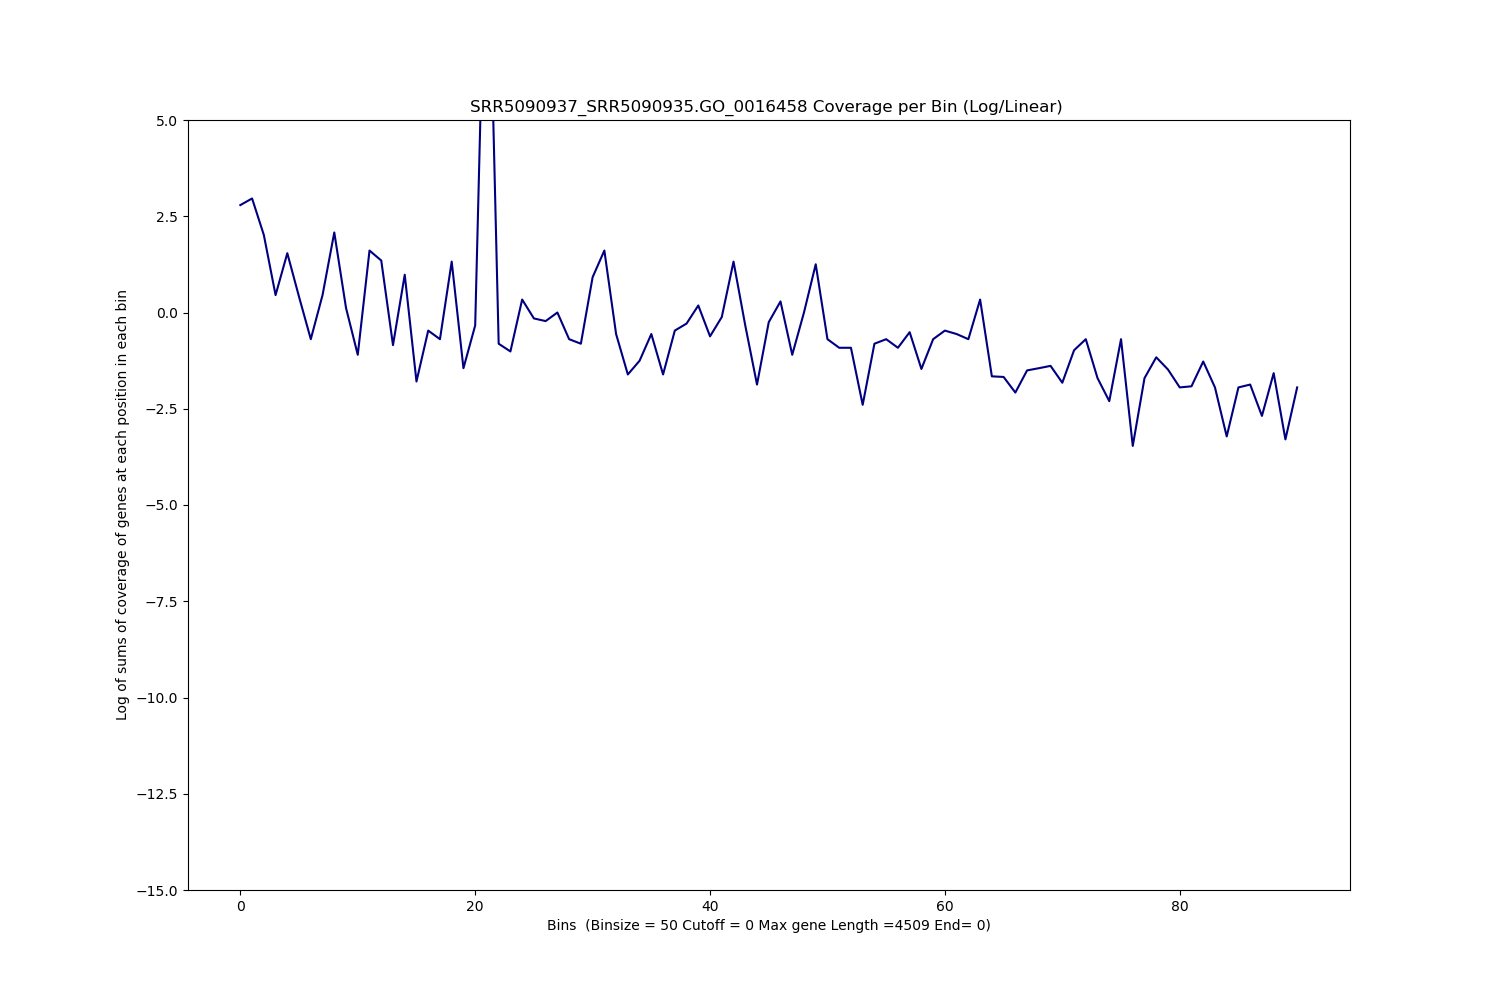 SRR5090937_SRR5090935.GO_0016458 Coverage per Bin (Log/Linear)
5.0
2.5
0.0
−2.5
−5.0
−7.5
−10.0
−12.5
−15.0
Log of sums of coverage of genes at each position in each bin
0 20 40 60 80
Bins  (Binsize = 50 Cutoff = 0 Max gene Length =4509 End= 0)